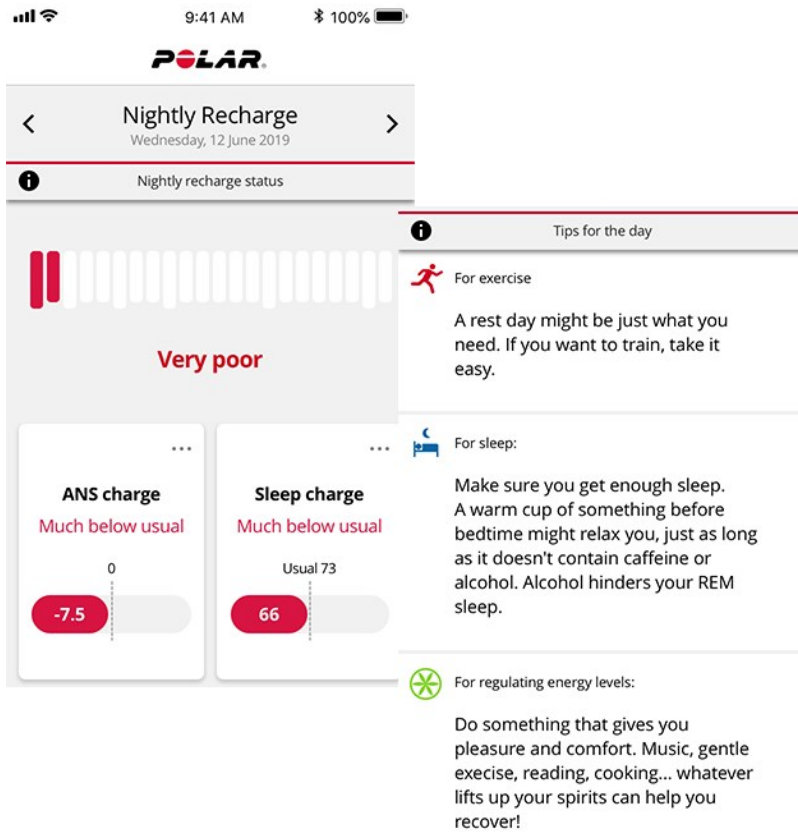 9:41 AM
100%
POLAR
Nightly Recharge
Wednesday, 12 June 2019
Nightly recharge status
Very poor
ANS charge
Much below usual
0
-7.5
Sleep charge
Much below usual
Usual 73
66
Tips for the day
For exercise
A rest day might be just what you
need. If you want to train, take it
easy.
For sleep:
Make sure you get enough sleep.
A warm cup of something before
bedtime might relax you, just as long
as it doesn't contain caffeine or
alcohol. Alcohol hinders your REM
sleep.
For regulating energy levels:
Do something that gives you
pleasure and comfort. Music, gentle
execise, reading, cooking... whatever
lifts up your spirits can help you
recover!